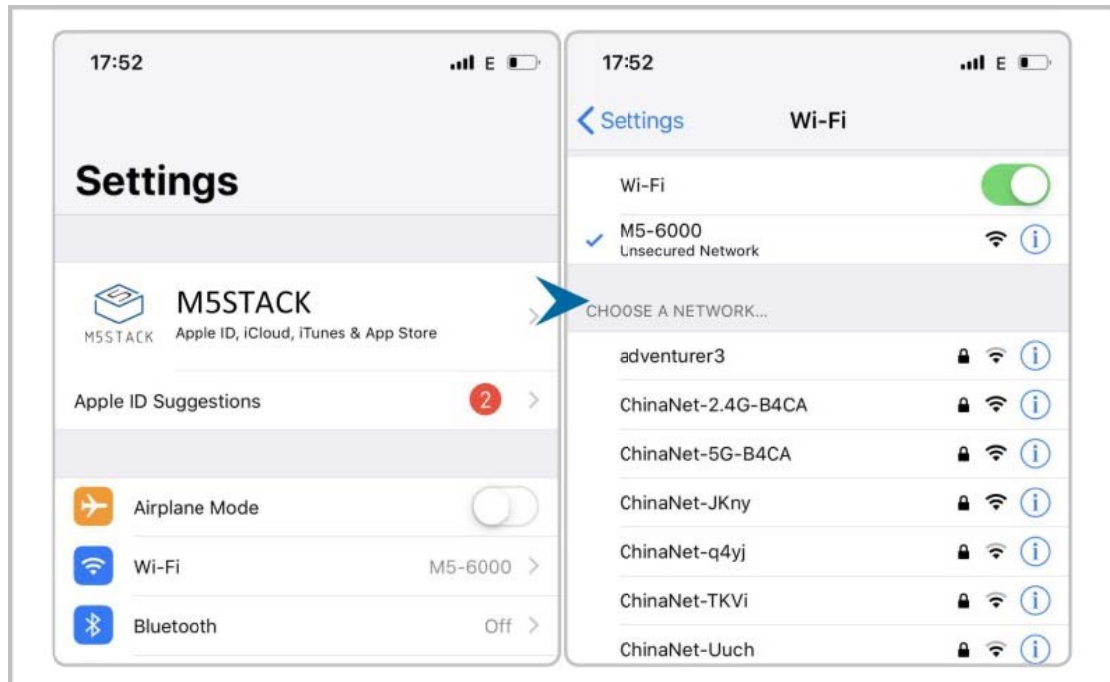 17:52
E
Settings
M5STACK
M5STACK
Apple ID, iCloud, iTunes & App Store
Apple ID Suggestions
2
Airplane Mode
Wi-Fi
M5-6000
Bluetooth
Off
17:52
E
Settings
Wi-Fi
Wi-Fi
M5-6000
Unsecured Network
CHOOSE A NETWORK...
adventurer3
ChinaNet-2.4G-B4CA
ChinaNet-5G-B4CA
ChinaNet-JKny
ChinaNet-q4yj
ChinaNet-TKVi
ChinaNet-Uuch